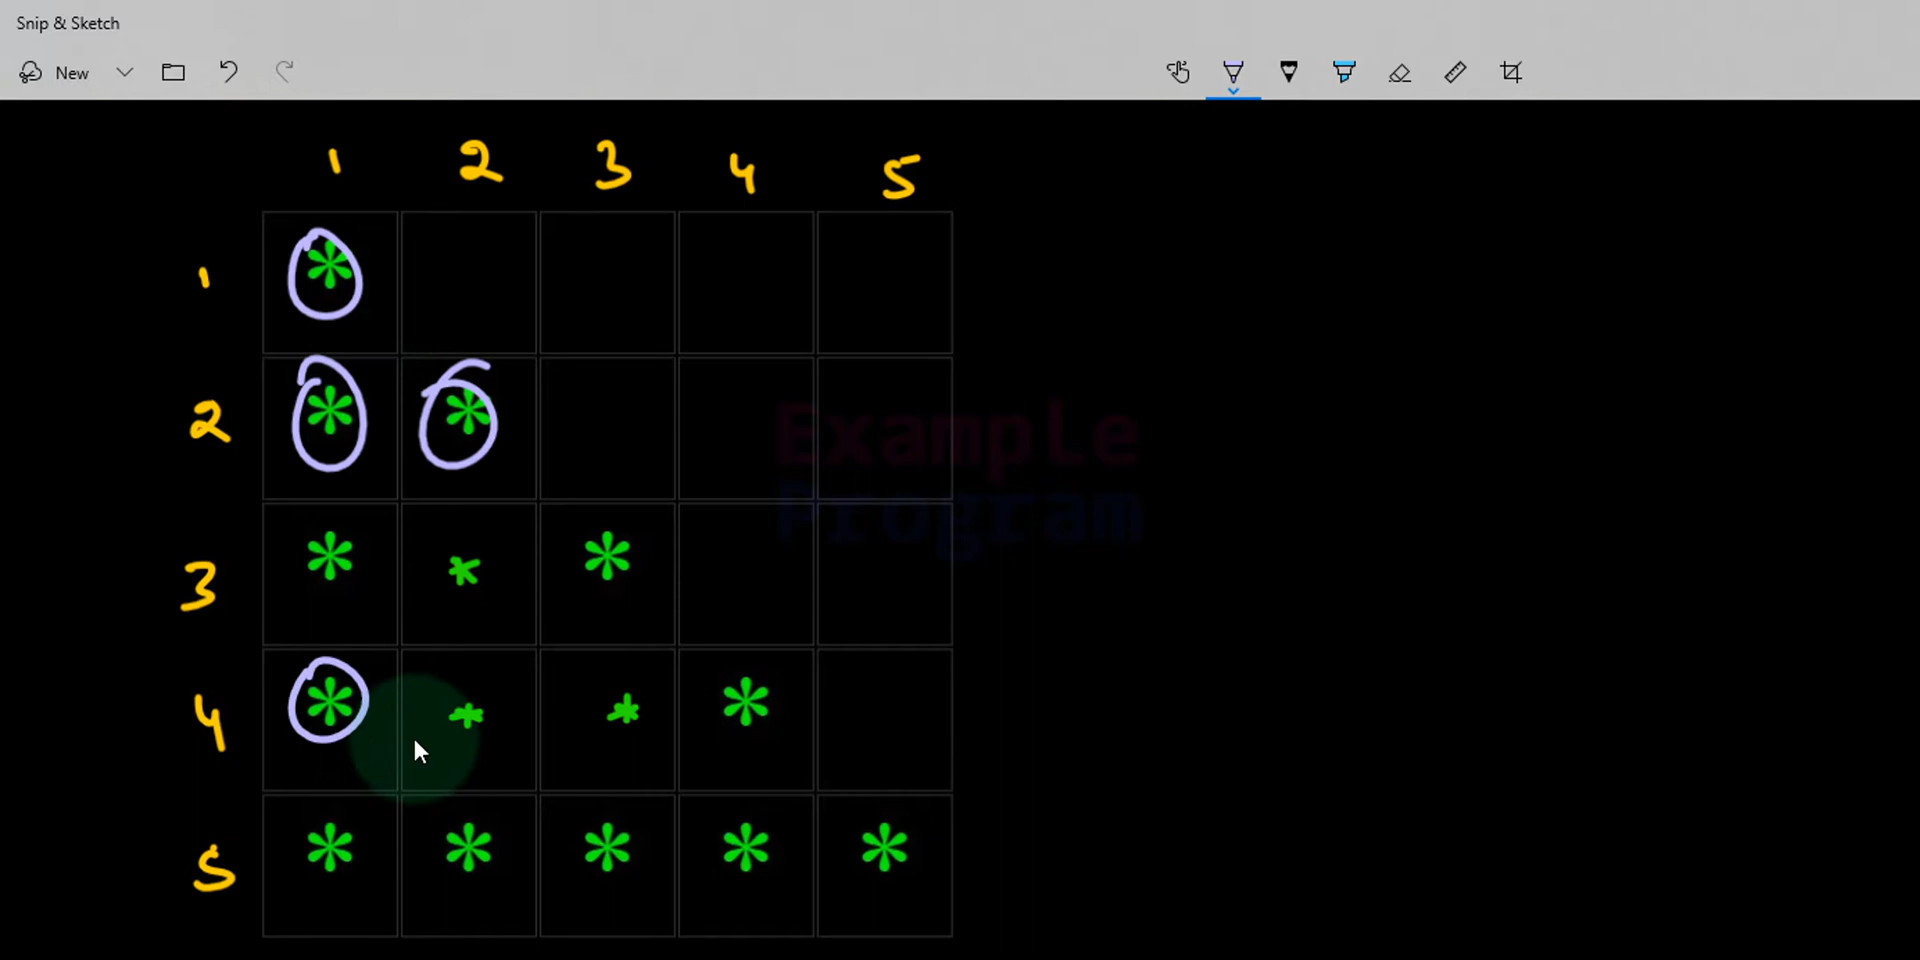 Snip & Sketch
New
1 2 3 4 5
1 *
2 * *
3 * * *
4 * * * *
5 * * * * *
Example
Program